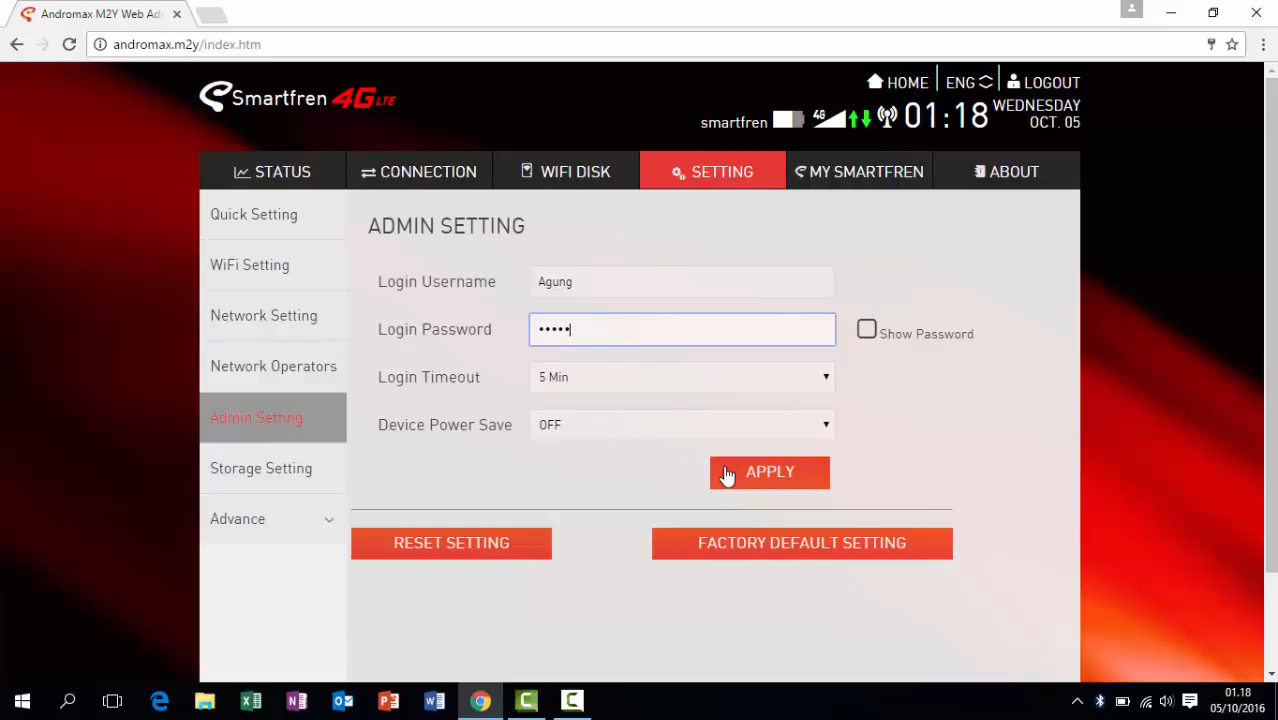 Andromax M2Y Web Ad
andromax.m2y/index.htm
Smartfren 4G LTE
HOME ENG LOGOUT
smartfren 4G 01:18 WEDNESDAY
OCT. 05
STATUS CONNECTION WIFI DISK SETTING MY SMARTFREN ABOUT
Quick Setting
WiFi Setting
Network Setting
Network Operators
Admin Setting
Storage Setting
Advance
ADMIN SETTING
Login Username Agung
Login Password ••••• Show Password
Login Timeout 5 Min
Device Power Save OFF
APPLY
RESET SETTING FACTORY DEFAULT SETTING
01.18
05/10/2016